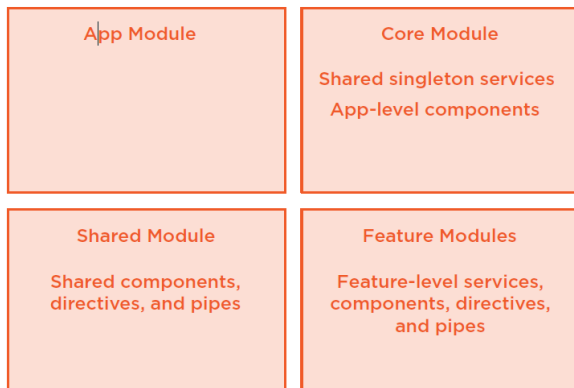 App Module
Core Module
Shared singleton services
App-level components
Shared Module
Shared components,
directives, and pipes
Feature Modules
Feature-level services,
components, directives,
and pipes